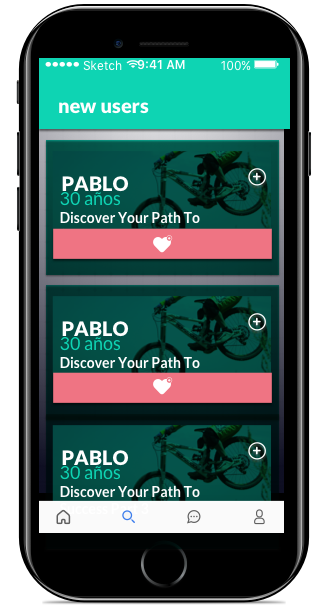 Sketch 9:41 AM 100%
new users
PABLO
30 años
Discover Your Path To
PABLO
30 años
Discover Your Path To
PABLO
30 años
Discover Your Path To